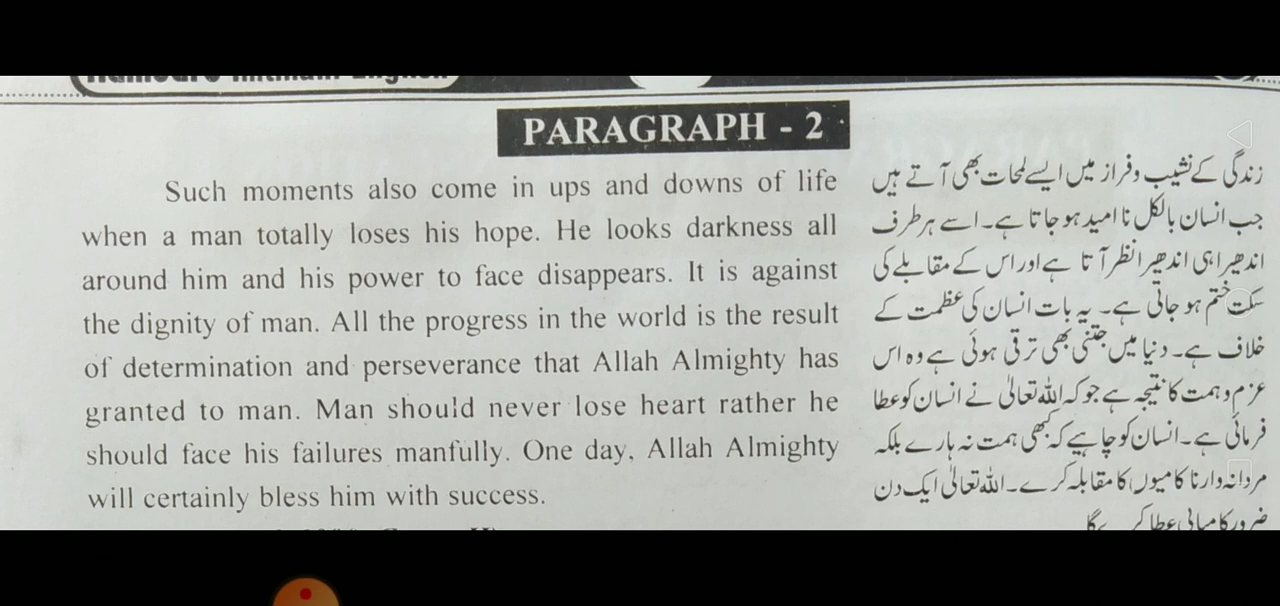 PARAGRAPH - 2
Such moments also come in ups and downs of life
when a man totally loses his hope. He looks darkness all
around him and his power to face disappears. It is against
the dignity of man. All the progress in the world is the result
of determination and perseverance that Allah Almighty has
granted to man. Man should never lose heart rather he
should face his failures manfully. One day, Allah Almighty
will certainly bless him with success.
زندگی کے نشیب و فراز میں ایسے لمحات بھی آتے ہیں
جب انسان بالکل نا امید ہو جاتا ہے۔ اسے ہر طرف
اندھیرا ہی اندھیرا نظر آتا ہے اور اس کے مقابلے کی
سکت ختم ہو جاتی ہے۔ یہ بات انسان کی عظمت کے
خلاف ہے۔ دنیا میں جتنی بھی ترقی ہوئی ہے وہ اس
عزم و ہمت کا نتیجہ ہے جو کہ اللہ تعالیٰ نے انسان کو عطا
فرمائی ہے۔ انسان کو چاہیے کہ کبھی ہمت نہ ہارے بلکہ
مردانہ وار ناکامیوں کا مقابلہ کرے۔ اللہ تعالیٰ ایک دن
ضرور کامیابی عطا کرے گا